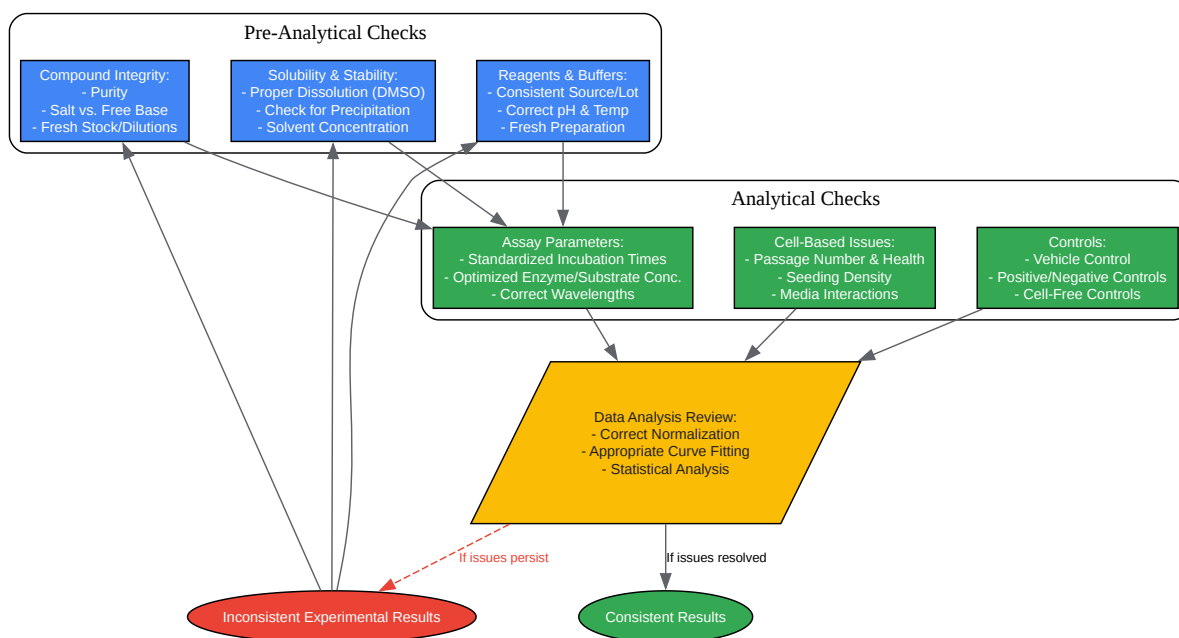 Pre-Analytical Checks
Compound Integrity:
- Purity
- Salt vs. Free Base
- Fresh Stock/Dilutions
Solubility & Stability:
- Proper Dissolution (DMSO)
- Check for Precipitation
- Solvent Concentration
Reagents & Buffers:
- Consistent Source/Lot
- Correct pH & Temp
- Fresh Preparation
Analytical Checks
Assay Parameters:
- Standardized Incubation Times
- Optimized Enzyme/Substrate Conc.
- Correct Wavelengths
Cell-Based Issues:
- Passage Number & Health
- Seeding Density
- Media Interactions
Controls:
- Vehicle Control
- Positive/Negative Controls
- Cell-Free Controls
Data Analysis Review:
- Correct Normalization
- Appropriate Curve Fitting
- Statistical Analysis
If issues persist
If issues resolved
Inconsistent Experimental Results
Consistent Results